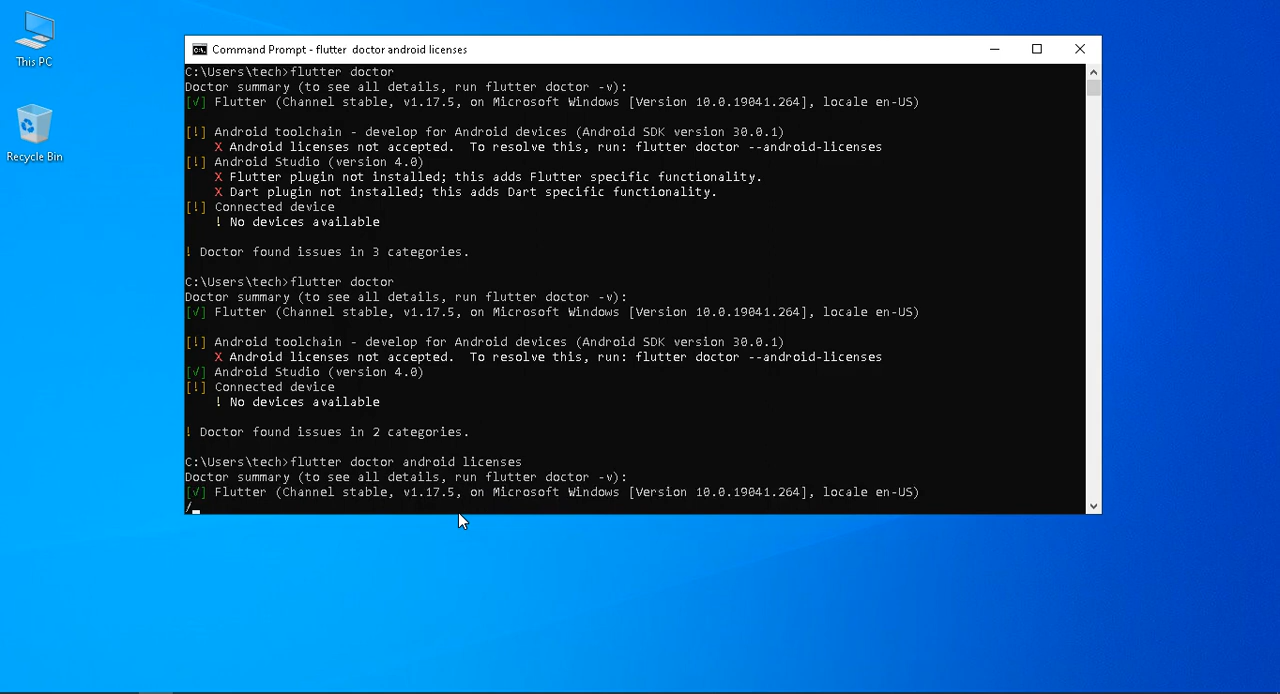 This PC
Recycle Bin
Command Prompt - flutter  doctor android licenses
C:\Users\tech>flutter doctor
Doctor summary (to see all details, run flutter doctor -v):
[√] Flutter (Channel stable, v1.17.5, on Microsoft Windows [Version 10.0.19041.264], locale en-US)
[!] Android toolchain - develop for Android devices (Android SDK version 30.0.1)
X Android licenses not accepted.  To resolve this, run: flutter doctor --android-licenses
[!] Android Studio (version 4.0)
X Flutter plugin not installed; this adds Flutter specific functionality.
X Dart plugin not installed; this adds Dart specific functionality.
[!] Connected device
! No devices available
! Doctor found issues in 3 categories.
C:\Users\tech>flutter doctor
Doctor summary (to see all details, run flutter doctor -v):
[√] Flutter (Channel stable, v1.17.5, on Microsoft Windows [Version 10.0.19041.264], locale en-US)
[!] Android toolchain - develop for Android devices (Android SDK version 30.0.1)
X Android licenses not accepted.  To resolve this, run: flutter doctor --android-licenses
[√] Android Studio (version 4.0)
[!] Connected device
! No devices available
! Doctor found issues in 2 categories.
C:\Users\tech>flutter doctor android licenses
Doctor summary (to see all details, run flutter doctor -v):
[√] Flutter (Channel stable, v1.17.5, on Microsoft Windows [Version 10.0.19041.264], locale en-US)
/